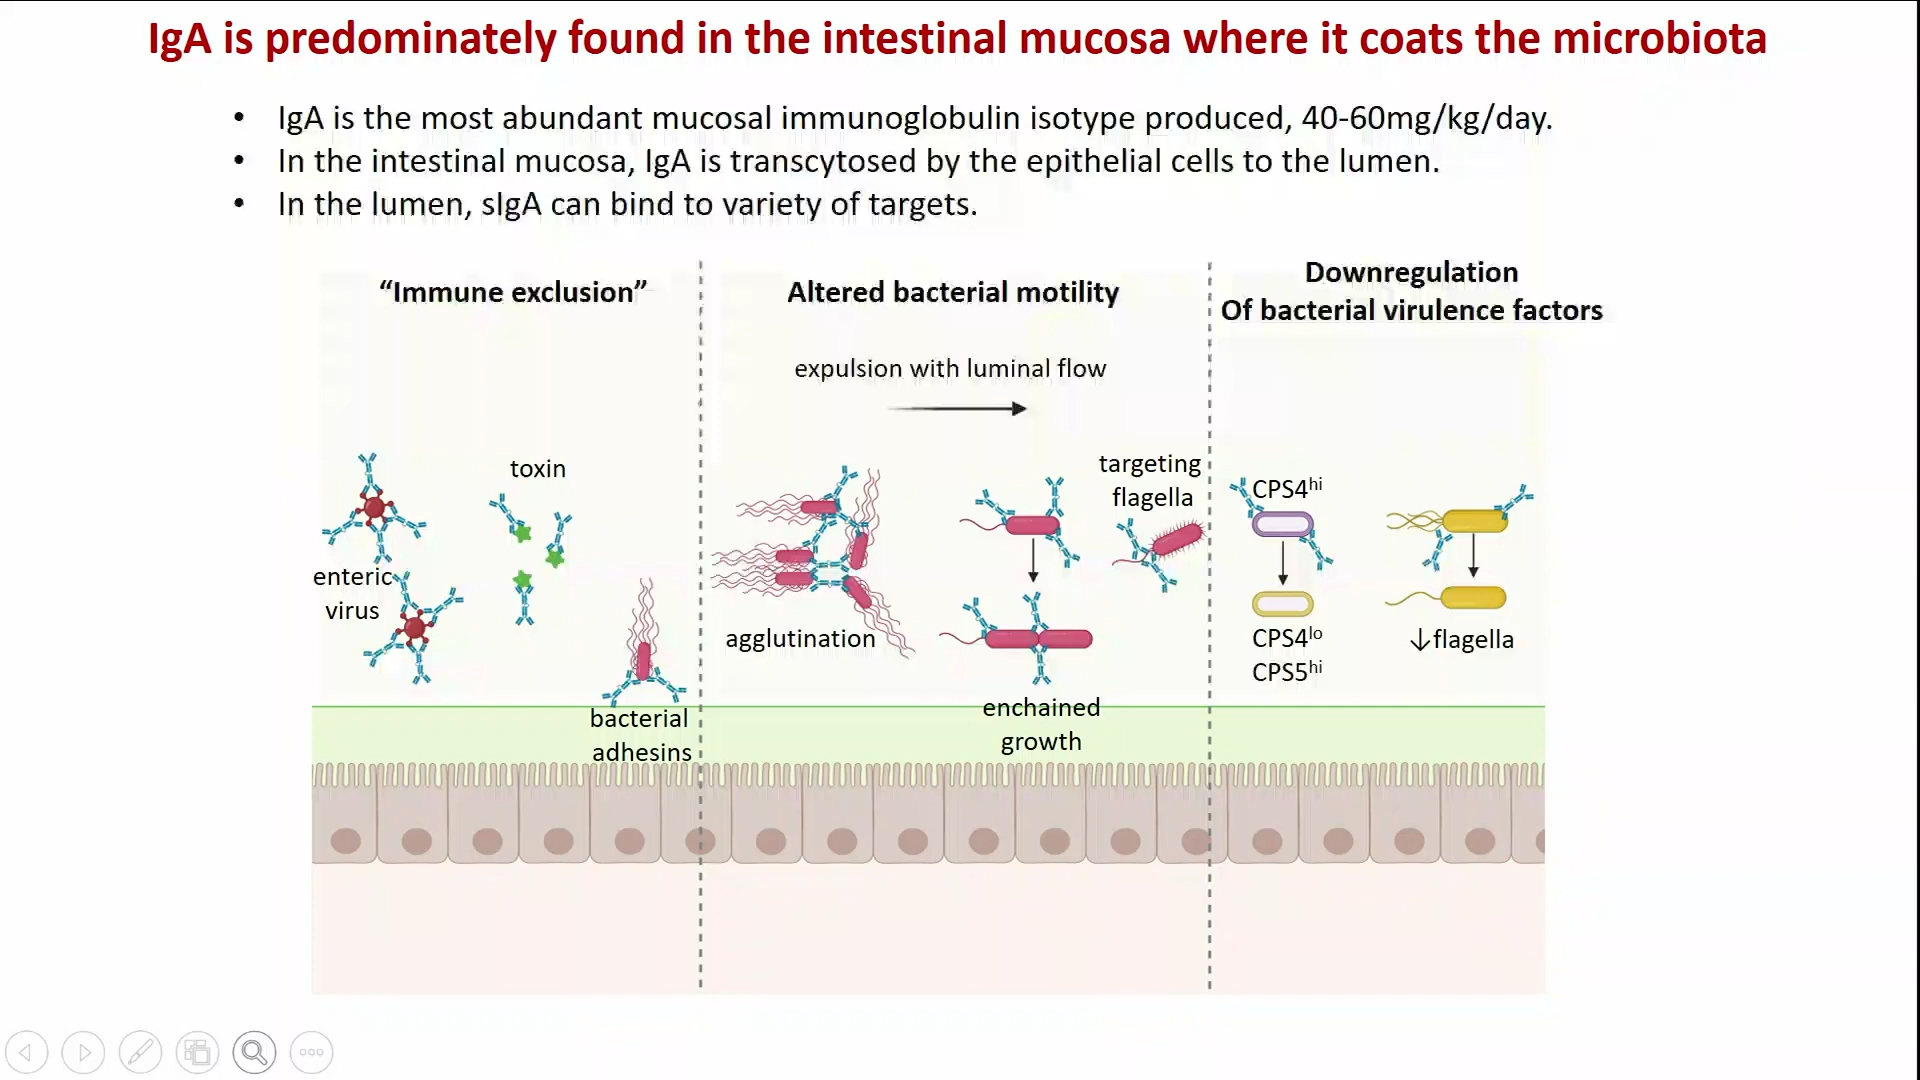 IgA is predominately found in the intestinal mucosa where it coats the microbiota
• IgA is the most abundant mucosal immunoglobulin isotype produced, 40-60mg/kg/day.
• In the intestinal mucosa, IgA is transcytosed by the epithelial cells to the lumen.
• In the lumen, sIgA can bind to variety of targets.
“Immune exclusion”
toxin
enteric
virus
bacterial
adhesins
Altered bacterial motility
expulsion with luminal flow
targeting
flagella
agglutination
enchained
growth
Downregulation
Of bacterial virulence factors
CPS4hi
CPS4lo
CPS5hi
↓flagella